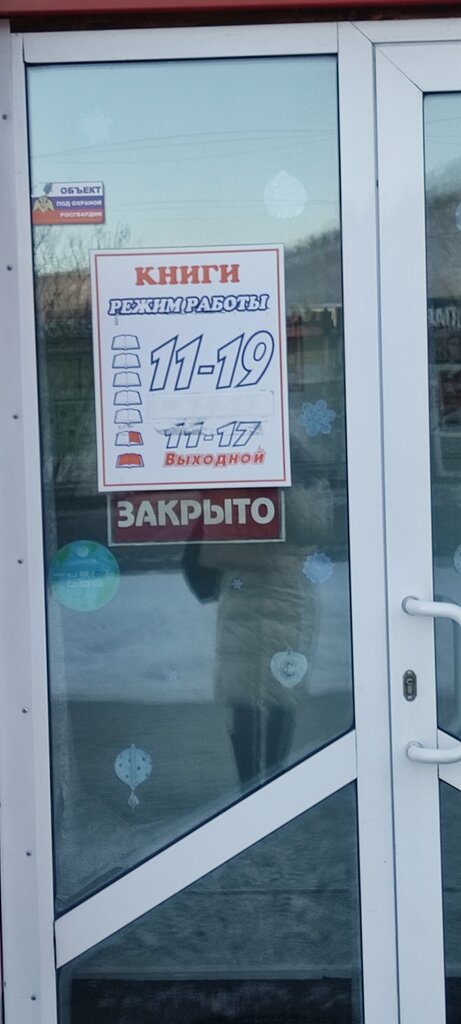 ОБЪЕКТ
ПОД ОХРАНОЙ
РОСГВАРДИИ
КНИГИ
РЕЖИМ РАБОТЫ
11-19
11-17
Выходной
ЗАКРЫТО